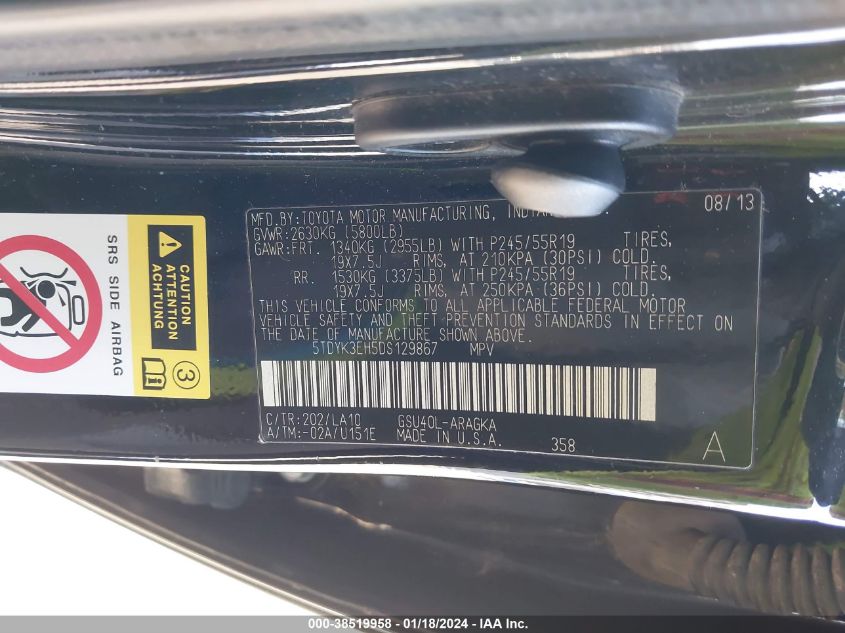 MFD.BY:TOYOTA MOTOR MANUFACTURING, 08/13
GVWR:2630KG (5800LB)
GAWR:FRT. 1340KG (2955LB) WITH P245/55R19 TIRES,
19X7.5J RIMS, AT 210KPA (30PSI) COLD.
RR. 1530KG (3375LB) WITH P245/55R19 TIRES,
19X7.5J RIMS, AT 250KPA (36PSI) COLD.
THIS VEHICLE CONFORMS TO ALL APPLICABLE FEDERAL MOTOR
VEHICLE SAFETY AND THEFT PREVENTION STANDARDS IN EFFECT ON
THE DATE OF MANUFACTURE SHOWN ABOVE.
5TDYK3EH5DS129867 MPV
C/TR:202/LA10 GSU40L-ARAGKA
A/TM:-02A/U151E MADE IN U.S.A. 358 A
SRS SIDE AIRBAG
CAUTION
ACHTUNG
ATTENTION
3
000-38519958 - 01/18/2024 - IAA, Inc.